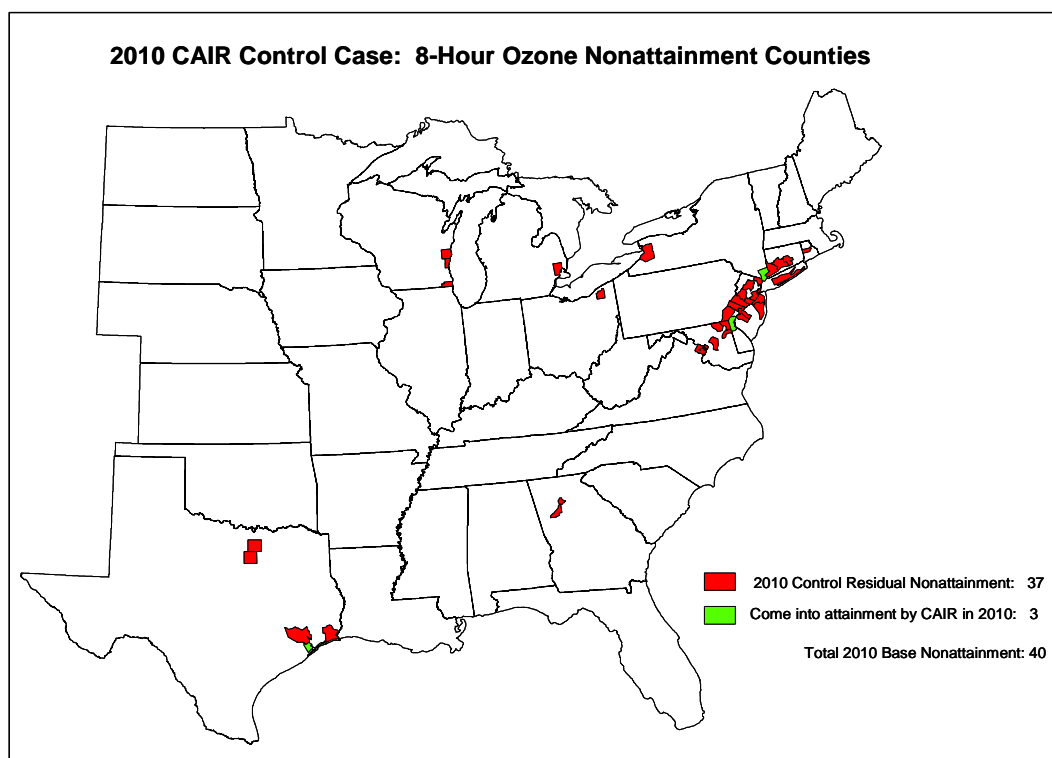 2010 CAIR Control Case: 8-Hour Ozone Nonattainment Counties
2010 Control Residual Nonattainment: 37
Come into attainment by CAIR in 2010: 3
Total 2010 Base Nonattainment: 40